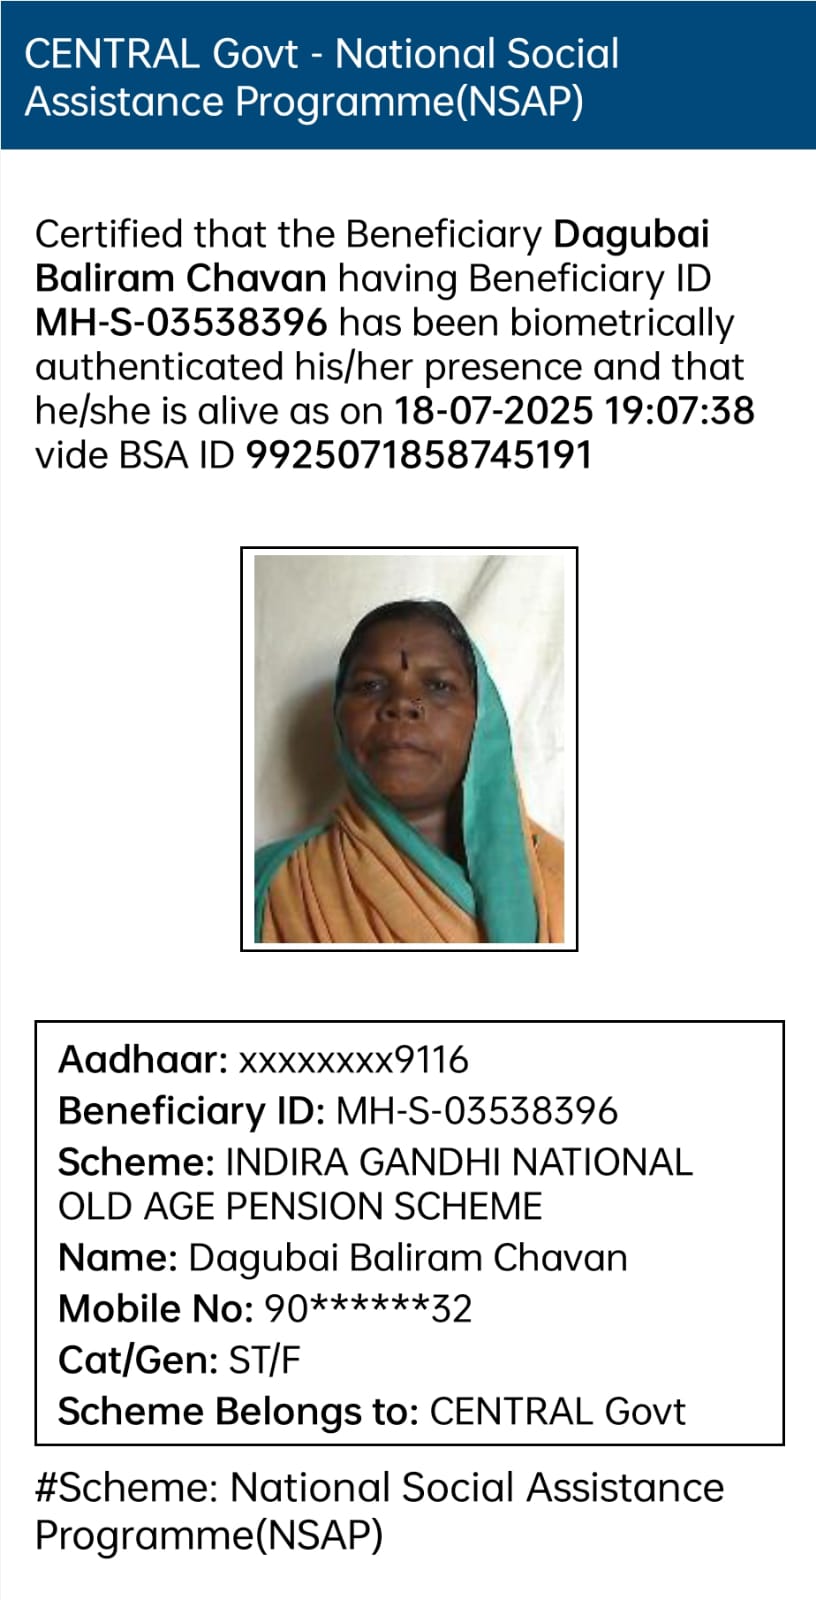 CENTRAL Govt - National Social
Assistance Programme(NSAP)
Certified that the Beneficiary Dagubai
Baliram Chavan having Beneficiary ID
MH-S-03538396 has been biometrically
authenticated his/her presence and that
he/she is alive as on 18-07-2025 19:07:38
vide BSA ID 9925071858745191
Aadhaar: xxxxxxxx9116
Beneficiary ID: MH-S-03538396
Scheme: INDIRA GANDHI NATIONAL
OLD AGE PENSION SCHEME
Name: Dagubai Baliram Chavan
Mobile No: 90******32
Cat/Gen: ST/F
Scheme Belongs to: CENTRAL Govt
#Scheme: National Social Assistance
Programme(NSAP)